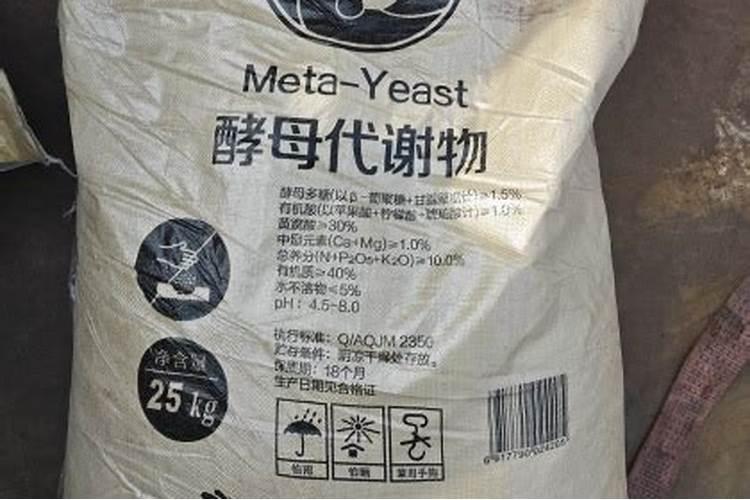 Meta-Yeast
酵母代谢物
酵母多糖(以β-葡聚糖+甘露聚糖计)≥1.5%
有机酸(以苹果酸+柠檬酸+琥珀酸计)≥1.0%
黄腐酸≥30%
中量元素(Ca+Mg)≥1.0%
总养分(N+P₂O₅+K₂O)≥10.0%
有机质≥40%
水不溶物≤5%
pH：4.5-8.0
执行标准：Q/AQJM 2350
贮存条件：阴凉干燥处存放。
保质期：18个月
生产日期见合格证
净含量
25 kg
怕雨
怕晒
禁用手钩